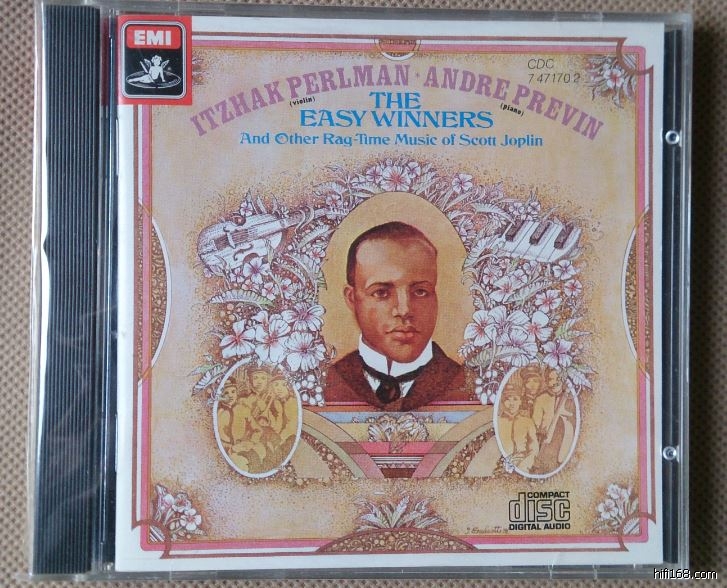 EMI
CDC
7 47170 2
ITZHAK PERLMAN · ANDRE PREVIN
(violin)
(piano)
THE
EASY WINNERS
And Other Rag-Time Music of Scott Joplin
COMPACT
disc
DIGITAL AUDIO
hifi168.com